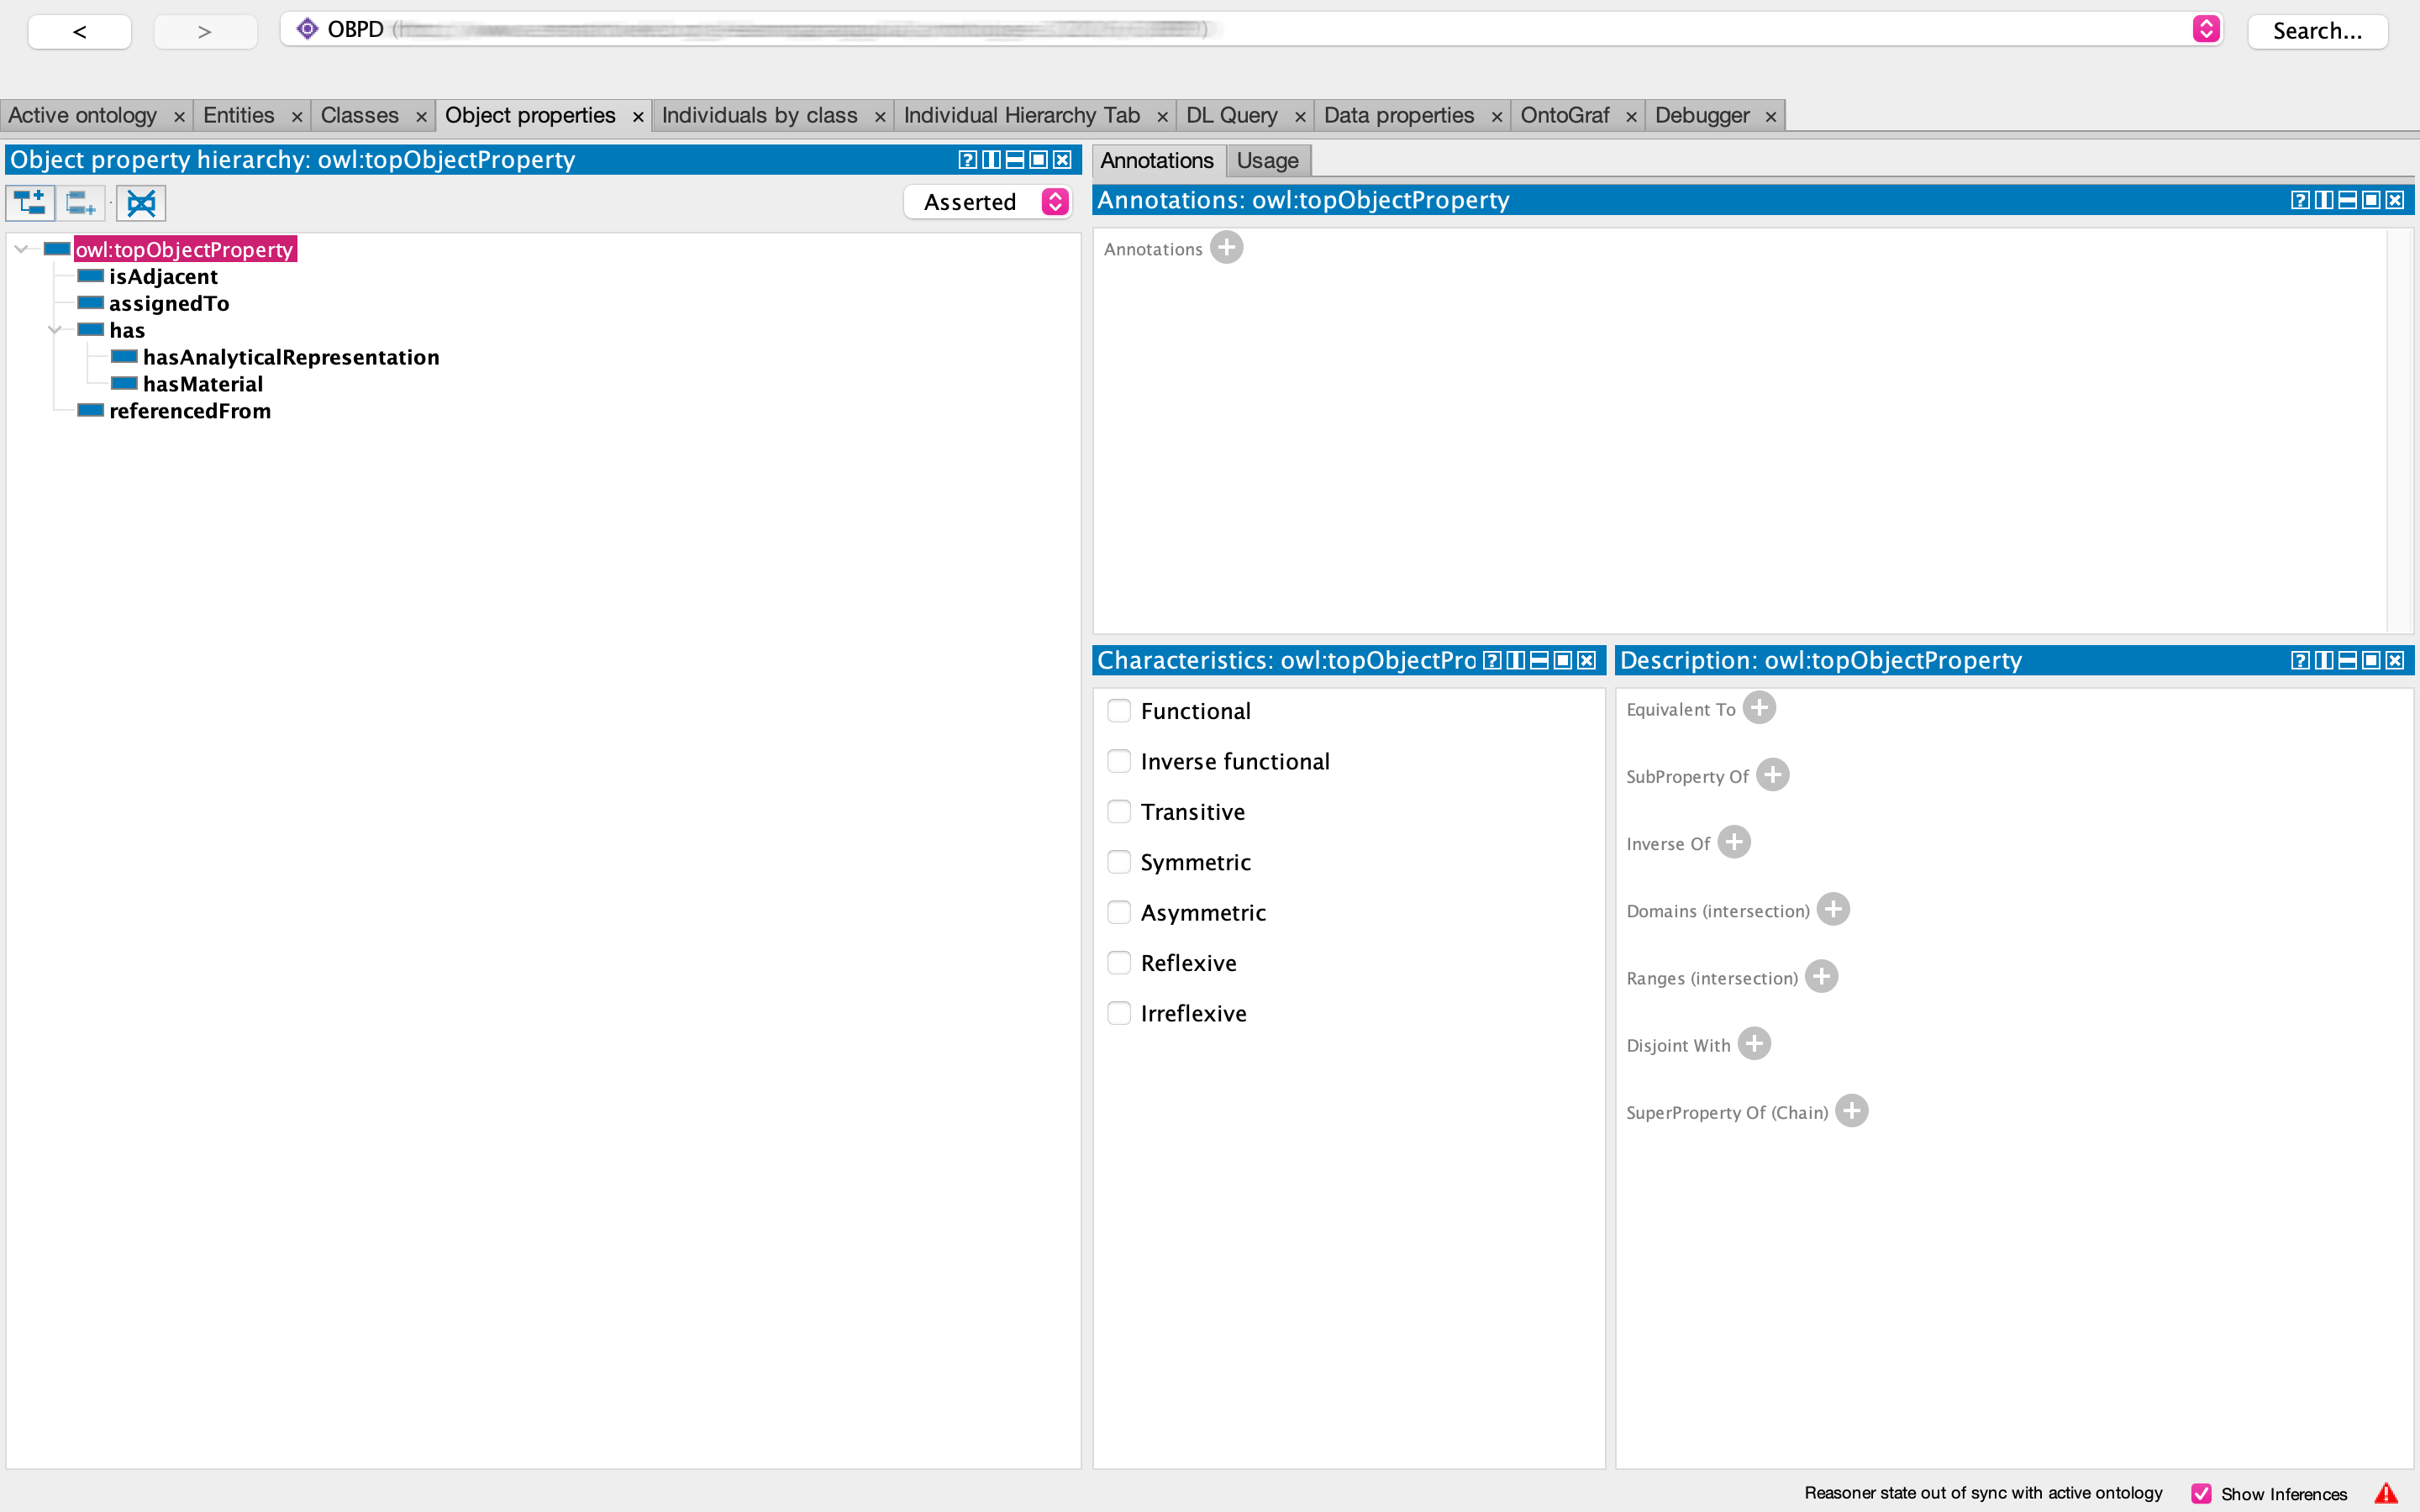 < > OBPD Search...
Active ontology × Entities × Classes × Object properties × Individuals by class × Individual Hierarchy Tab × DL Query × Data properties × OntoGraf × Debugger ×
Object property hierarchy: owl:topObjectProperty
Asserted
owl:topObjectProperty
isAdjacent
assignedTo
has
hasAnalyticalRepresentation
hasMaterial
referencedFrom
Annotations Usage
Annotations: owl:topObjectProperty
Annotations
Characteristics: owl:topObjectPro
Functional
Inverse functional
Transitive
Symmetric
Asymmetric
Reflexive
Irreflexive
Description: owl:topObjectProperty
Equivalent To
SubProperty Of
Inverse Of
Domains (intersection)
Ranges (intersection)
Disjoint With
SuperProperty Of (Chain)
Reasoner state out of sync with active ontology Show Inferences